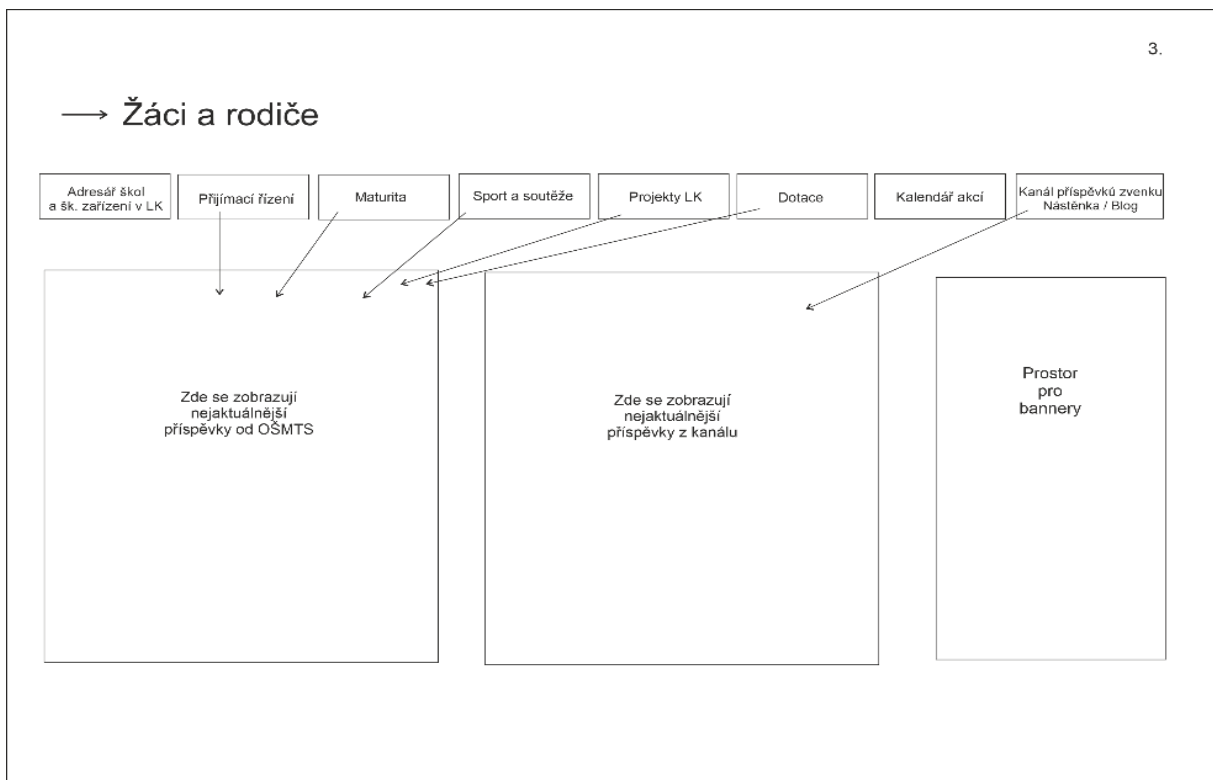 3.
Žáci a rodiče
Adresář škol
a šk. zařízení v LK
Přijímací řízení
Maturita
Sport a soutěže
Projekty LK
Dotace
Kalendář akcí
Kanál příspěvků zvenku
Nástěnka / Blog
Zde se zobrazují
nejaktuálnější
příspěvky od OŠMTS
Zde se zobrazují
nejaktuálnější
příspěvky z kanálu
Prostor
pro
bannery